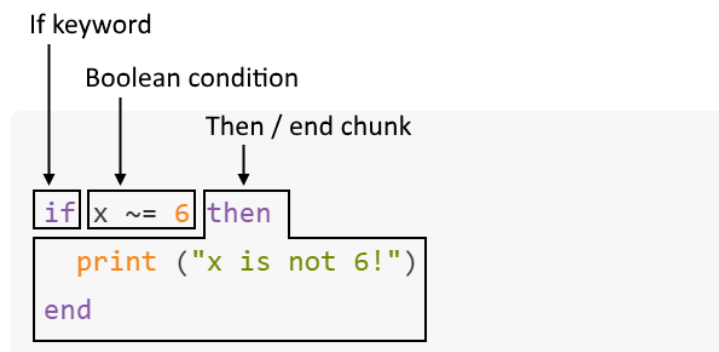 If keyword
Boolean condition
Then / end chunk
if x ~= 6 then
print ("x is not 6!")
end